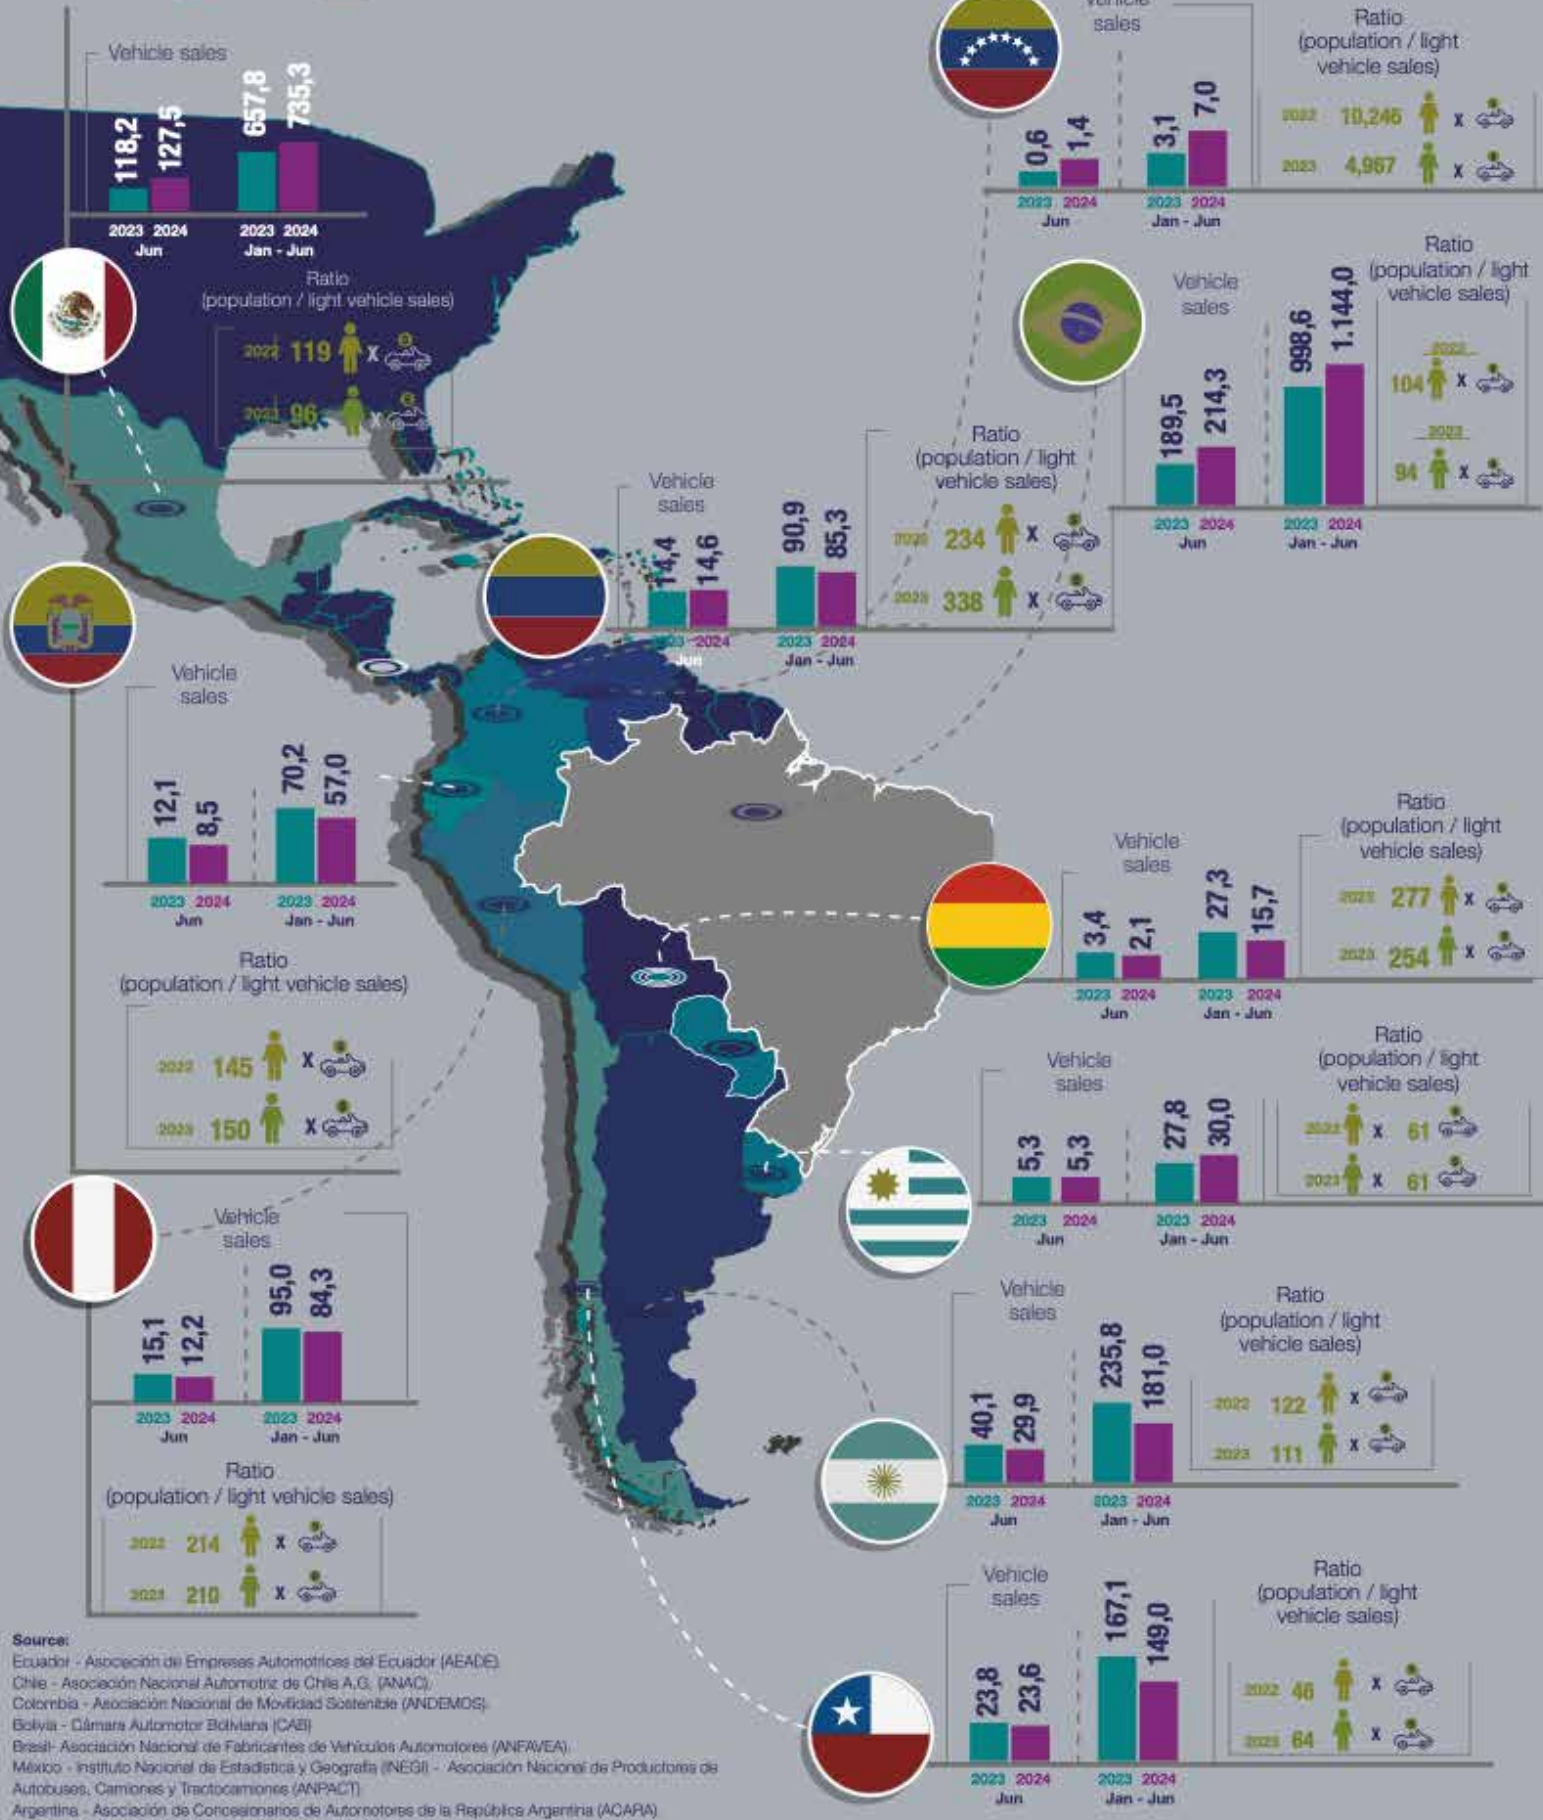 Vehicle sales
118,2
127,5
657,8
735,3
2023 2024
Jun
2023 2024
Jan - Jun
Ratio
(population / light vehicle sales)
2022 119 x
2023 96 x
Vehicle
sales
0,6
1,4
3,1
7,0
2023 2024
Jun
2023 2024
Jan - Jun
Ratio
(population / light
vehicle sales)
2022 10,246 x
2023 4,967 x
Vehicle
sales
189,5
214,3
998,6
1.144,0
2023 2024
Jun
2023 2024
Jan - Jun
Ratio
(population / light
vehicle sales)
2022
104 x
2023
94 x
Vehicle
sales
14,4
14,6
90,9
85,3
2023 2024
Jun
2023 2024
Jan - Jun
Ratio
(population / light
vehicle sales)
234 x
2023 338 x
Vehicle
sales
12,1
8,5
70,2
57,0
2023 2024
Jun
2023 2024
Jan - Jun
Ratio
(population / light vehicle sales)
2022 145 x
2023 150 x
Vehicle
sales
3,4
2,1
27,3
15,7
2023 2024
Jun
2023 2024
Jan - Jun
Ratio
(population / light
vehicle sales)
277 x
2023 254 x
Vehicle
sales
5,3
5,3
27,8
30,0
2023 2024
Jun
2023 2024
Jan - Jun
Ratio
(population / light
vehicle sales)
2022 x 61
2023 x 61
Vehicle
sales
15,1
12,2
95,0
84,3
2023 2024
Jun
2023 2024
Jan - Jun
Ratio
(population / light vehicle sales)
2022 214 x
2023 210 x
Vehicle
sales
40,1
29,9
235,8
181,0
2023 2024
Jun
2023 2024
Jan - Jun
Ratio
(population / light
vehicle sales)
2022 122 x
2023 111 x
Vehicle
sales
23,8
23,6
167,1
149,0
2023 2024
Jun
2023 2024
Jan - Jun
Ratio
(population / light
vehicle sales)
2022 46 x
2023 64 x
Source:
Ecuador - Asociación de Empresas Automotrices del Ecuador (AEADE).
Chile - Asociación Nacional Automotriz de Chile A.G. (ANAC).
Colombia - Asociación Nacional de Movilidad Sostenible (ANDEMOS).
Bolivia - Cámara Automotor Boliviana (CAB)
Brasil- Asociación Nacional de Fabricantes de Vehículos Automotores (ANFAVEA).
México - Instituto Nacional de Estadística y Geografía (INEGI) - Asociación Nacional de Productores de
Autobuses, Camiones y Tractocamiones (ANPACT)
Argentina - Asociación de Concesionarios de Automotores de la República Argentina (ACARA)